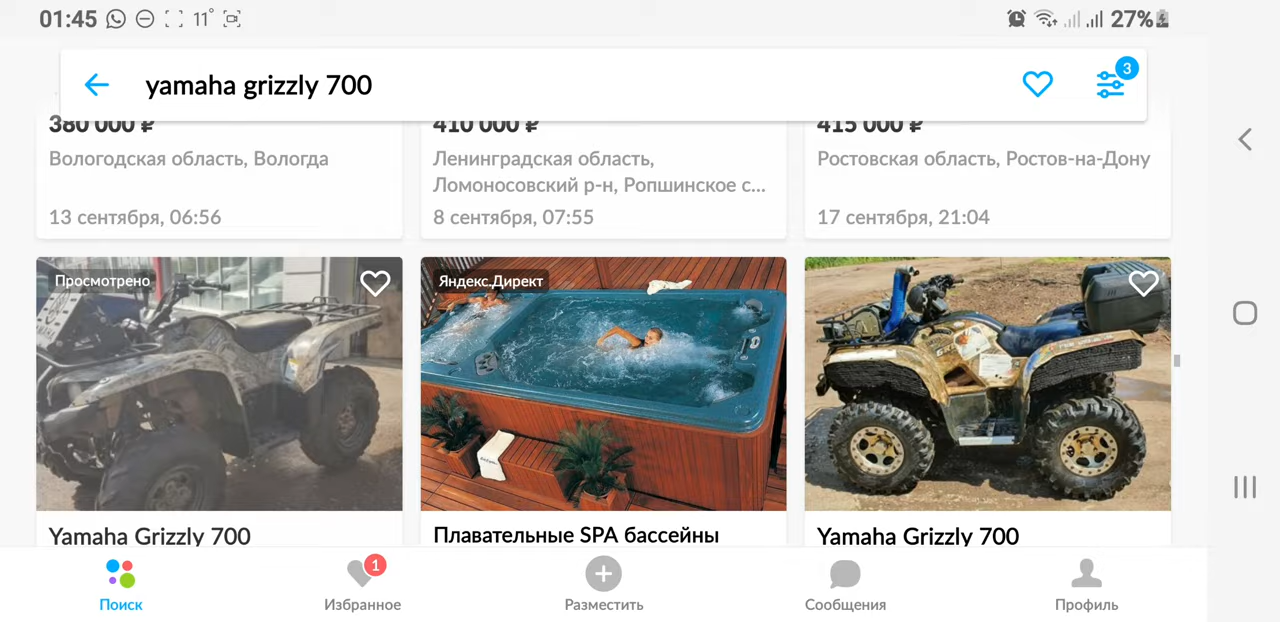 01:45
11°
27%
yamaha grizzly 700
3
380 000 ₽
410 000 ₽
415 000 ₽
Вологодская область, Вологда
Ленинградская область,
Ломоносовский р-н, Ропшинское с...
Ростовская область, Ростов-на-Дону
13 сентября, 06:56
8 сентября, 07:55
17 сентября, 21:04
Просмотрено
Яндекс.Директ
Yamaha Grizzly 700
Плавательные SPA бассейны
Yamaha Grizzly 700
1
Поиск
Избранное
Разместить
Сообщения
Профиль